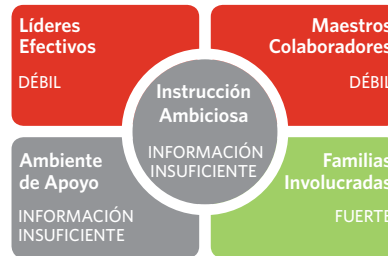 Líderes
Efectivos
DÉBIL
Maestros
Colaboradores
DÉBIL
Instrucción
Ambiciosa
INFORMACIÓN
INSUFICIENTE
Ambiente
de Apoyo
INFORMACIÓN
INSUFICIENTE
Familias
Involucradas
FUERTE